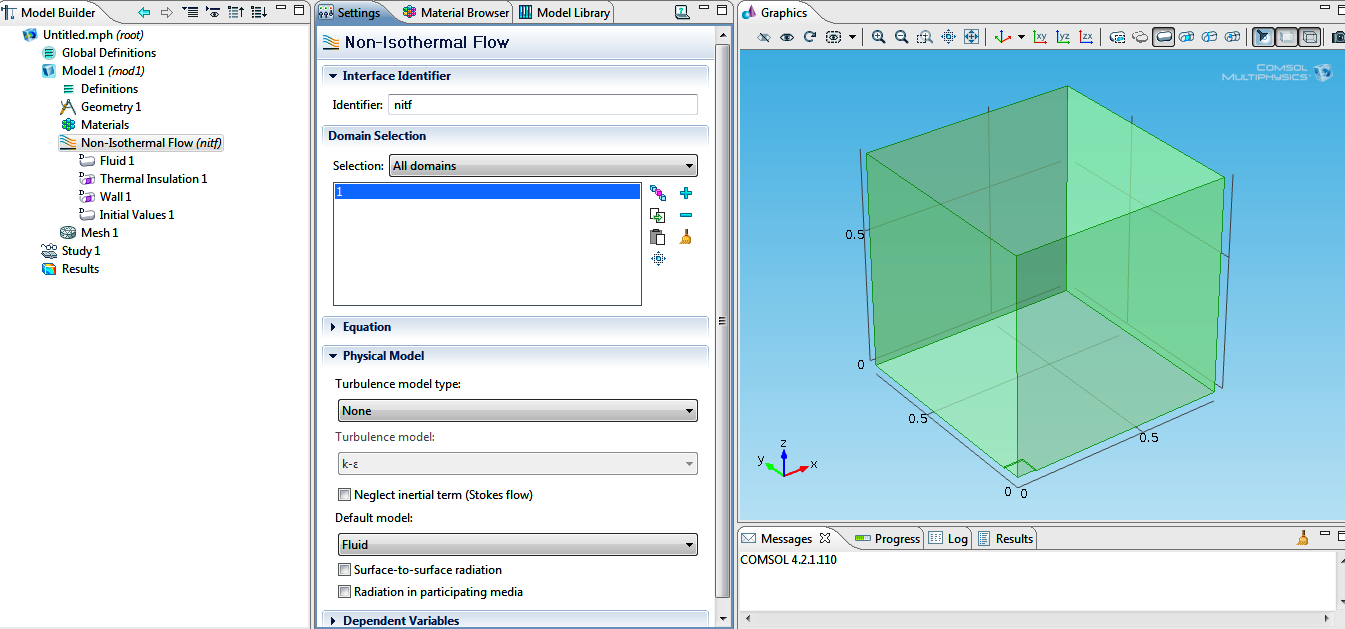 Model Builder
Untitled.mph (root)
Global Definitions
Model 1 (mod1)
Definitions
Geometry 1
Materials
Non-Isothermal Flow (nitf)
Fluid 1
Thermal Insulation 1
Wall 1
Initial Values 1
Mesh 1
Study 1
Results
Settings Material Browser Model Library
Non-Isothermal Flow
Interface Identifier
Identifier: nitf
Domain Selection
Selection: All domains
1
Equation
Physical Model
Turbulence model type:
None
Turbulence model:
k-ε
Neglect inertial term (Stokes flow)
Default model:
Fluid
Surface-to-surface radiation
Radiation in participating media
Dependent Variables
Graphics
xy yz zx
COMSOL
MULTIPHYSICS
0.5
0
0.5
0.5
0 0
z
y
x
Messages Progress Log Results
COMSOL 4.2.1.110